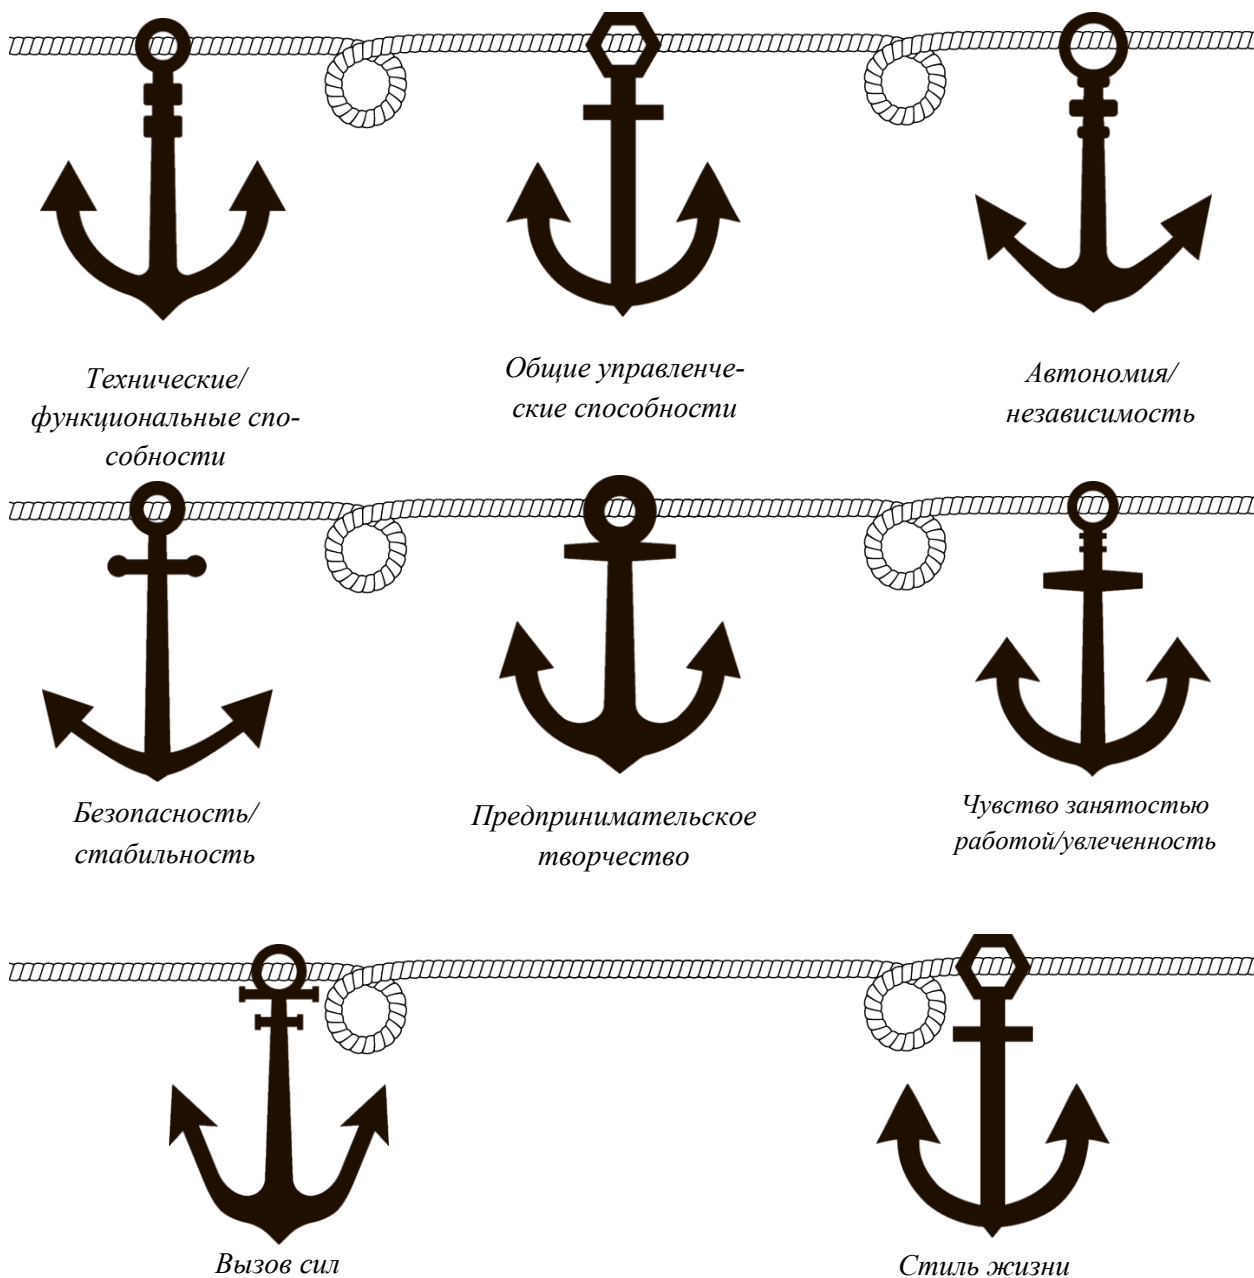 Технические/
функциональные спо-
собности
Общие управленче-
ские способности
Автономия/
независимость
Безопасность/
стабильность
Предпринимательское
творчество
Чувство занятостью
работой/увлеченность
Вызов сил
Стиль жизни